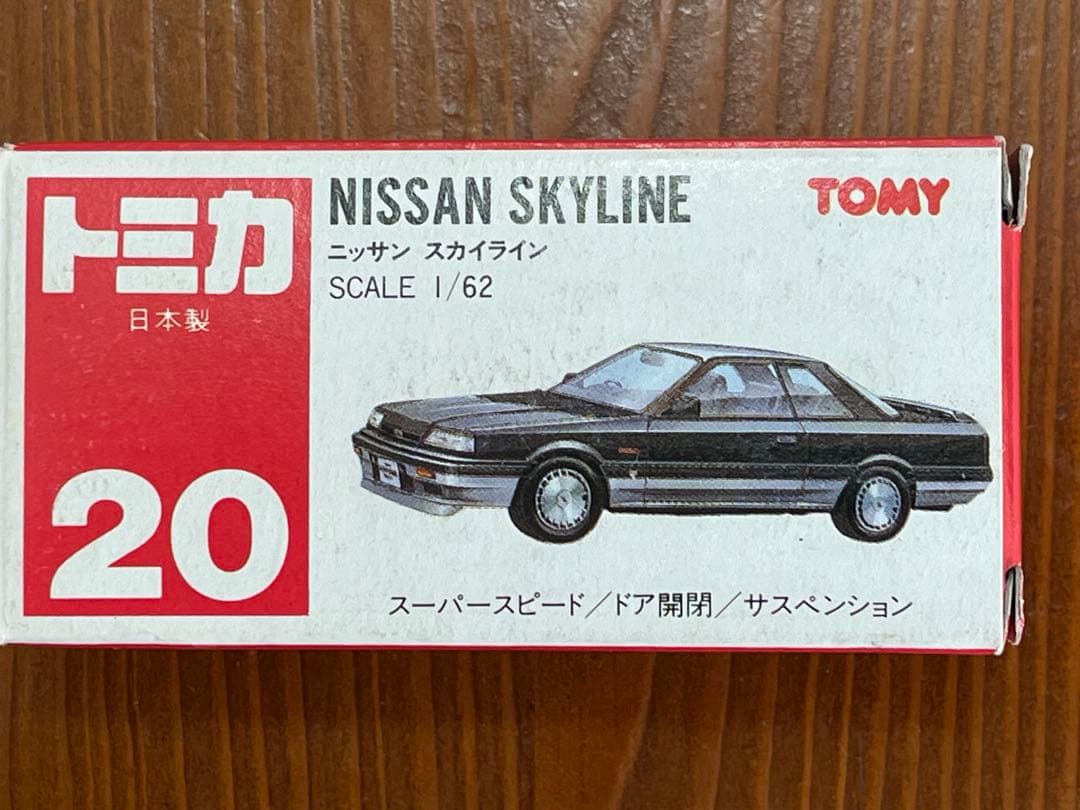 トミカ
日本製
20
NISSAN SKYLINE
ニッサン スカイライン
SCALE 1/62
TOMY
スーパースピード/ドア開閉/サスペンション